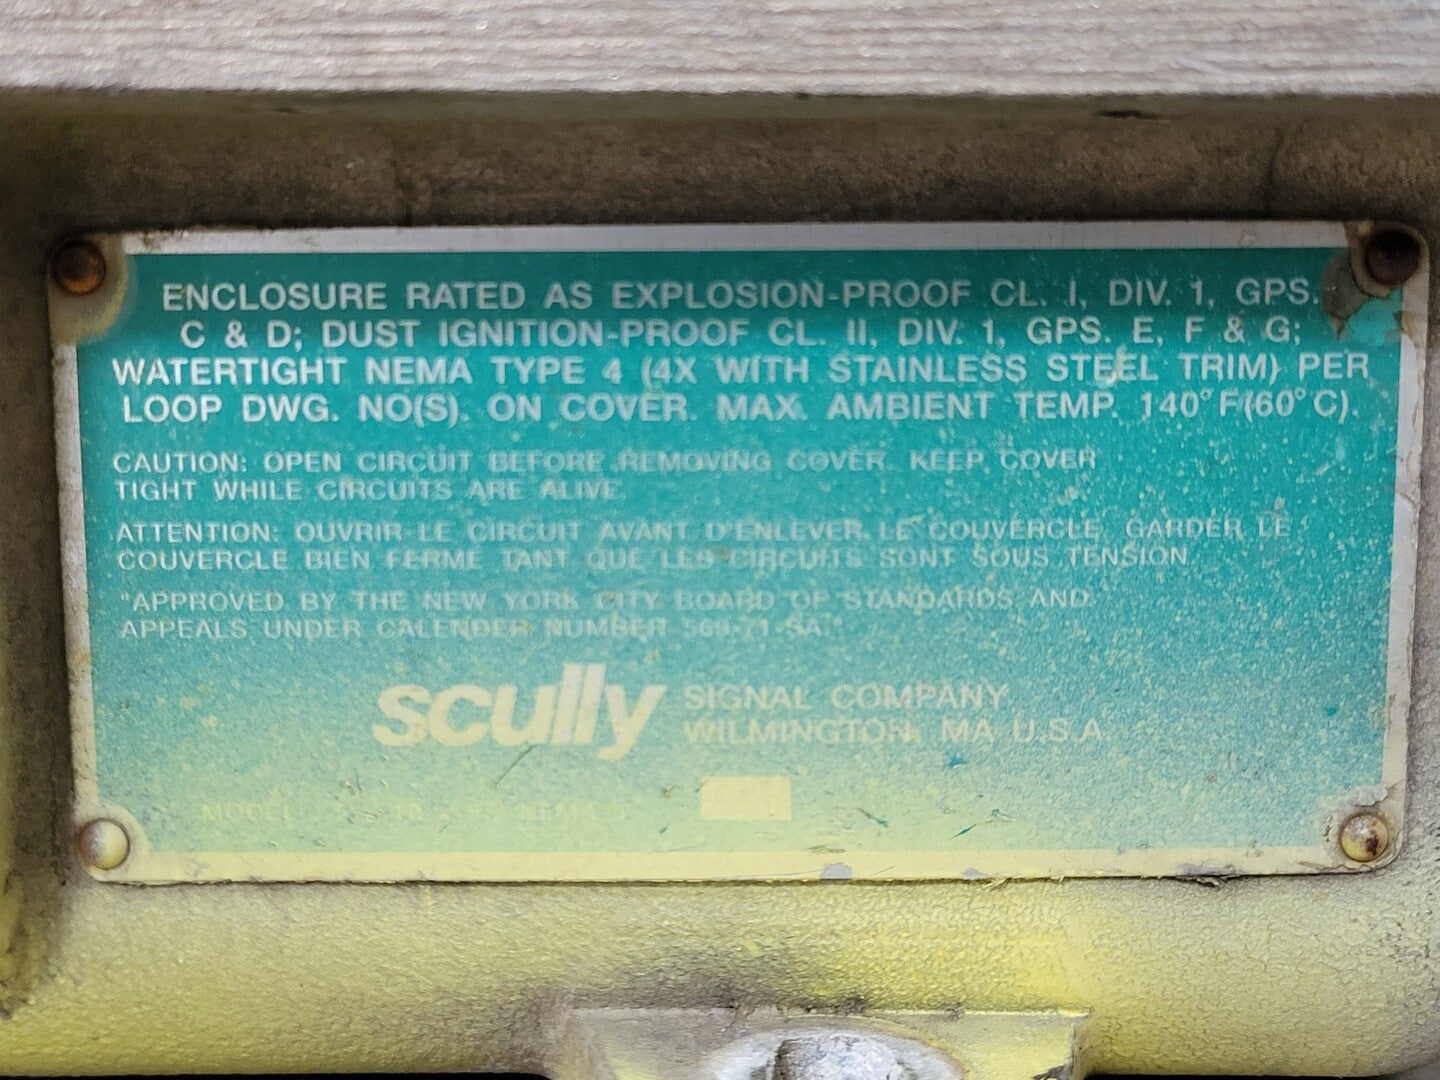 ENCLOSURE RATED AS EXPLOSION-PROOF CL. I, DIV. 1, GPS.
C & D; DUST IGNITION-PROOF CL. II, DIV. 1, GPS. E, F & G;
WATERTIGHT NEMA TYPE 4 (4X WITH STAINLESS STEEL TRIM) PER
LOOP DWG. NO(S). ON COVER. MAX. AMBIENT TEMP. 140°F(60°C).
CAUTION: OPEN CIRCUIT BEFORE REMOVING COVER. KEEP COVER
TIGHT WHILE CIRCUITS ARE ALIVE.
ATTENTION: OUVRIR LE CIRCUIT AVANT D'ENLEVER LE COUVERCLE. GARDER LE
COUVERCLE BIEN FERME TANT QUE LES CIRCUITS SONT SOUS TENSION.
"APPROVED BY THE NEW YORK CITY BOARD OF STANDARDS AND
APPEALS UNDER CALENDER NUMBER
scully SIGNAL COMPANY
WILMINGTON, MA U.S.A.
MODEL